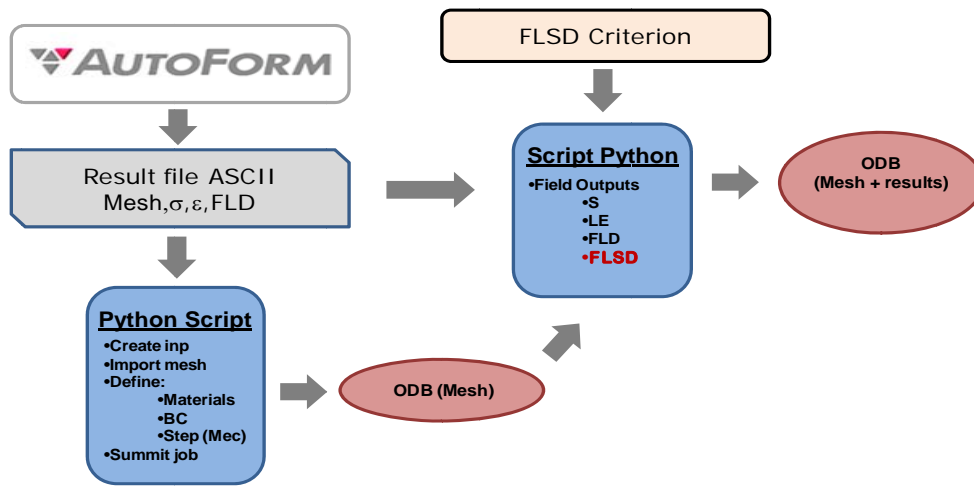 AUTOFORM
FLSD Criterion
Result file ASCII
Mesh,σ,ε,FLD
Script Python
•Field Outputs
•S
•LE
•FLD
•FLSD
ODB
(Mesh + results)
Python Script
•Create inp
•Import mesh
•Define:
•Materials
•BC
•Step (Mec)
•Summit job
ODB (Mesh)